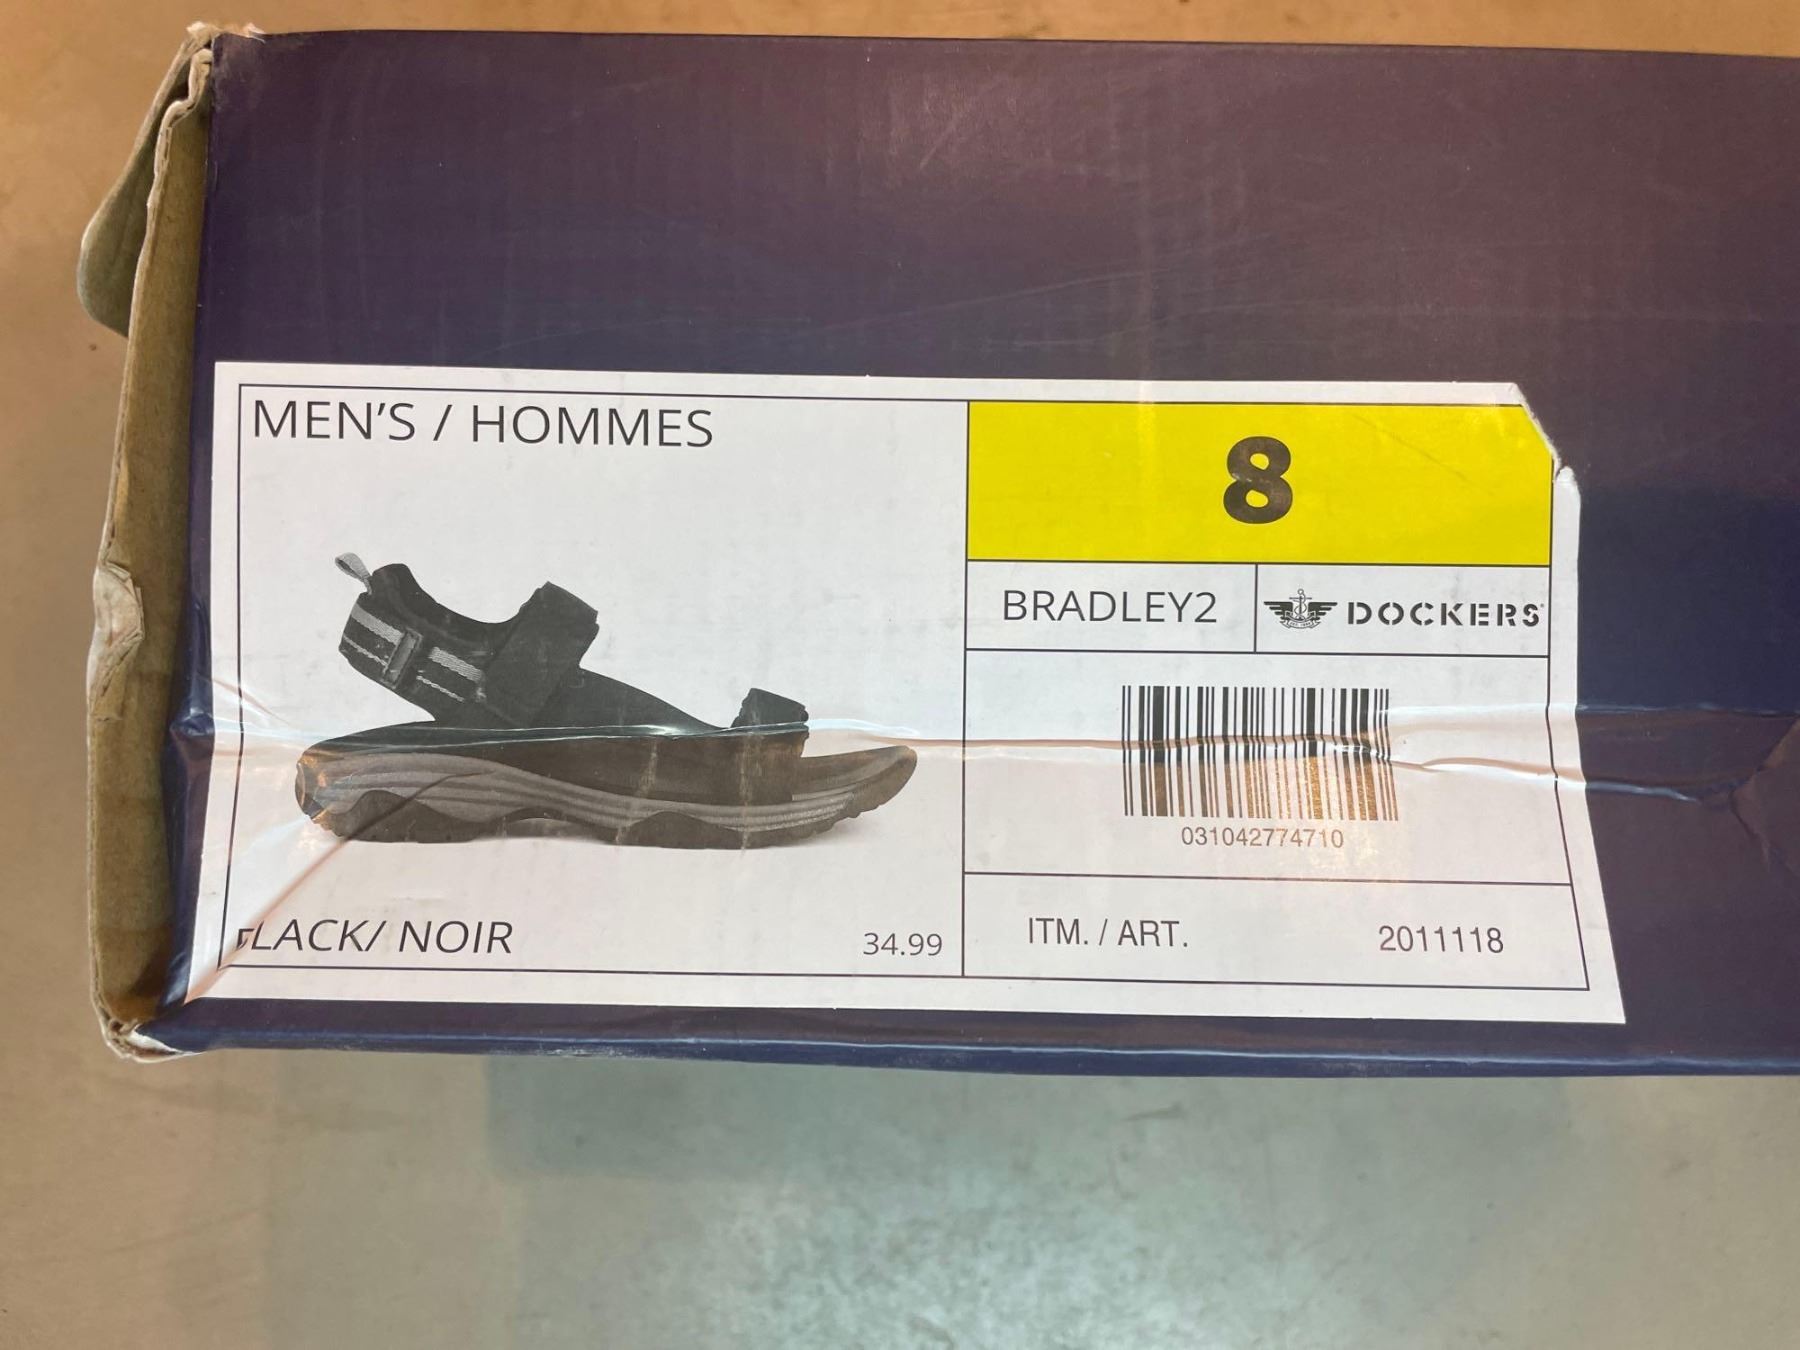 MEN'S / HOMMES
8
BRADLEY2
DOCKERS
031042774710
LACK/ NOIR
34.99
ITM. / ART.
2011118